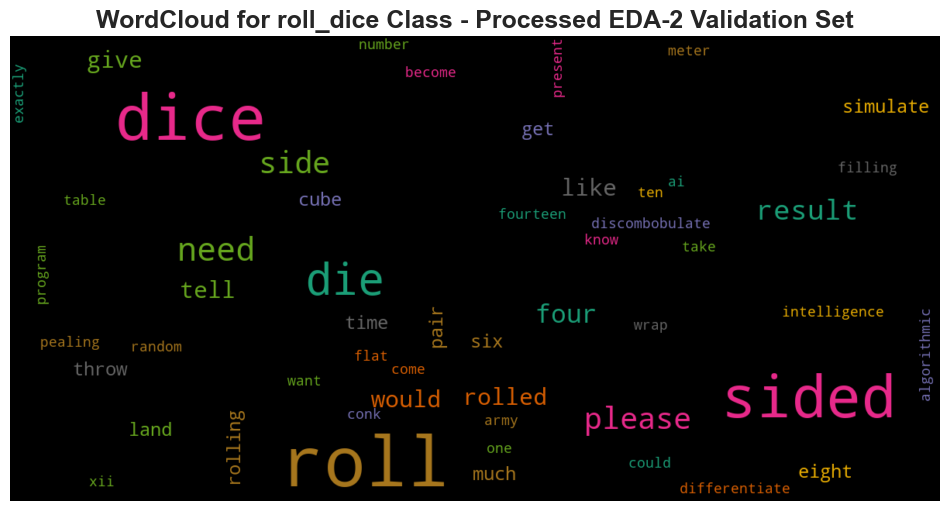 WordCloud for roll_dice Class - Processed EDA-2 Validation Set
number
give
meter
become
present
exactly
dice
simulate
get
side
filling
like
ai
ten
table
cube
result
fourteen
discombobulate
know
take
need
program
die
tell
four
intelligence
time
pair
wrap
algorithmic
pealing
random
six
flat
throw
come
want
sided
would
rolled
conk
please
army
land
rolling
roll
one
could
much
eight
xii
differentiate